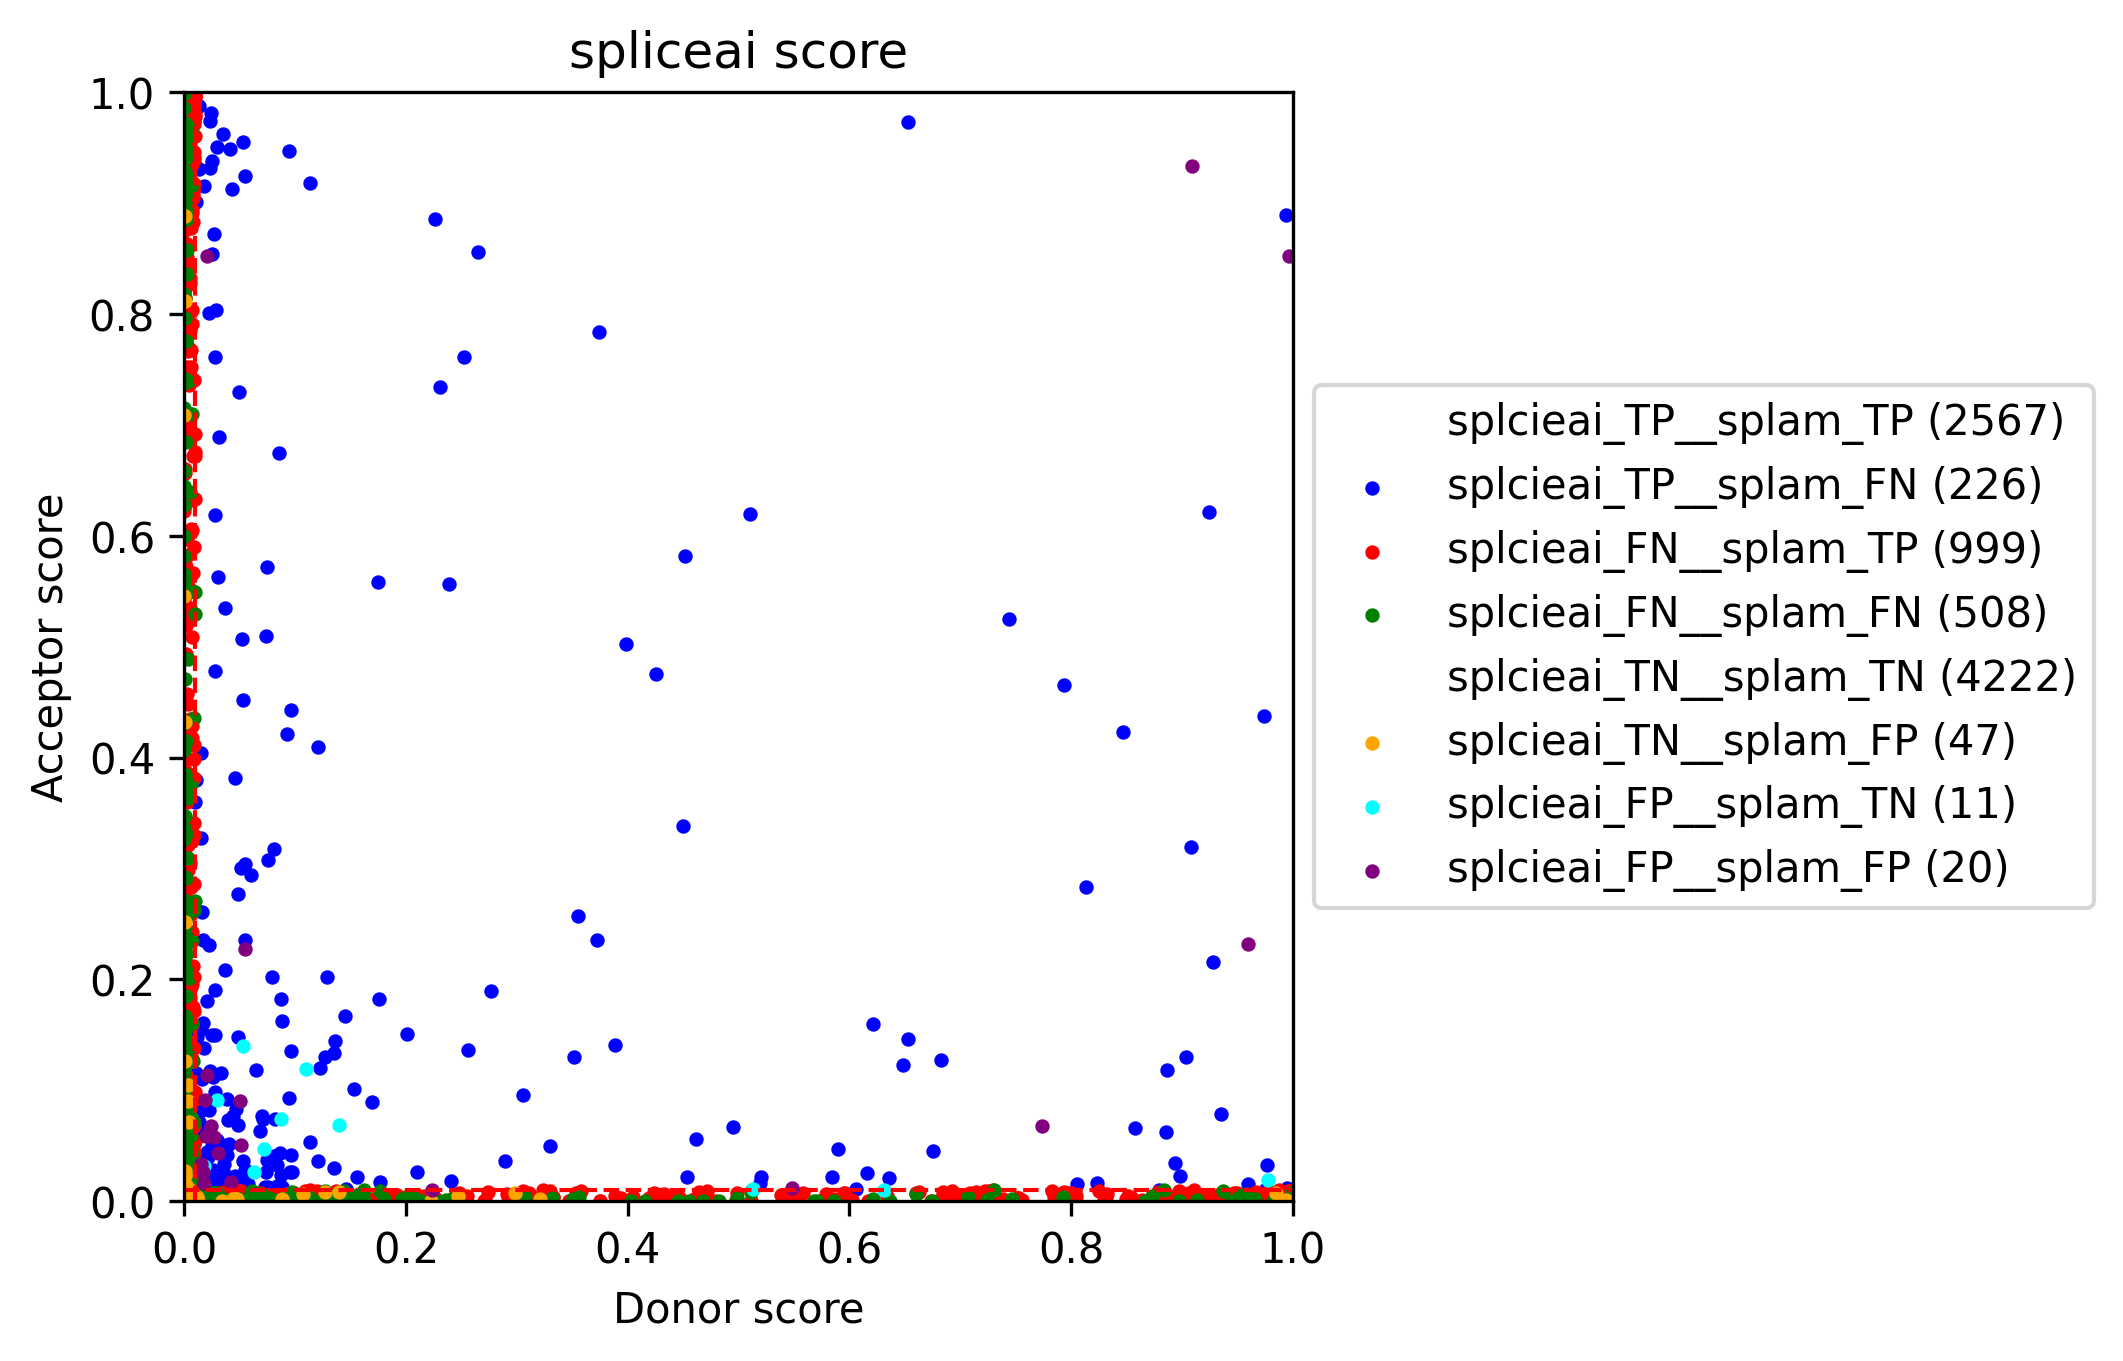 spliceai score
1.0
0.8
0.6
0.4
0.2
0.0
Acceptor score
0.0 0.2 0.4 0.6 0.8 1.0
Donor score
splcieai_TP__splam_TP (2567)
splcieai_TP__splam_FN (226)
splcieai_FN__splam_TP (999)
splcieai_FN__splam_FN (508)
splcieai_TN__splam_TN (4222)
splcieai_TN__splam_FP (47)
splcieai_FP__splam_TN (11)
splcieai_FP__splam_FP (20)